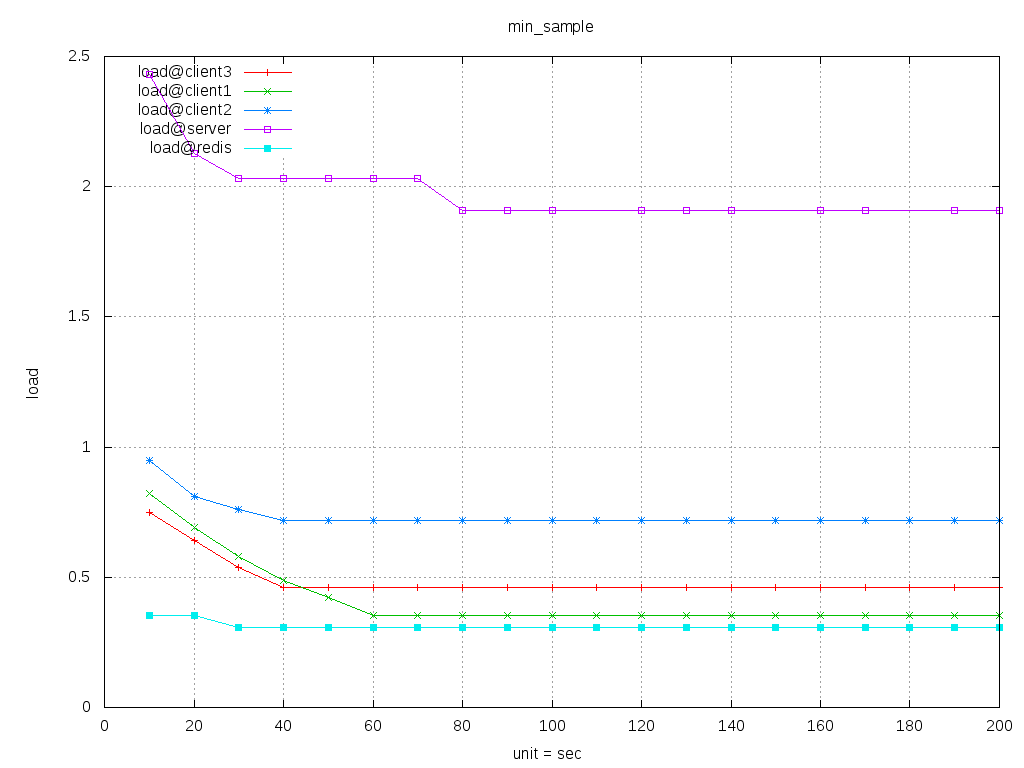 min_sample
load@client3
load@client1
load@client2
load@server
load@redis
2.5
2
1.5
1
0.5
0
load
0 20 40 60 80 100 120 140 160 180 200
unit = sec